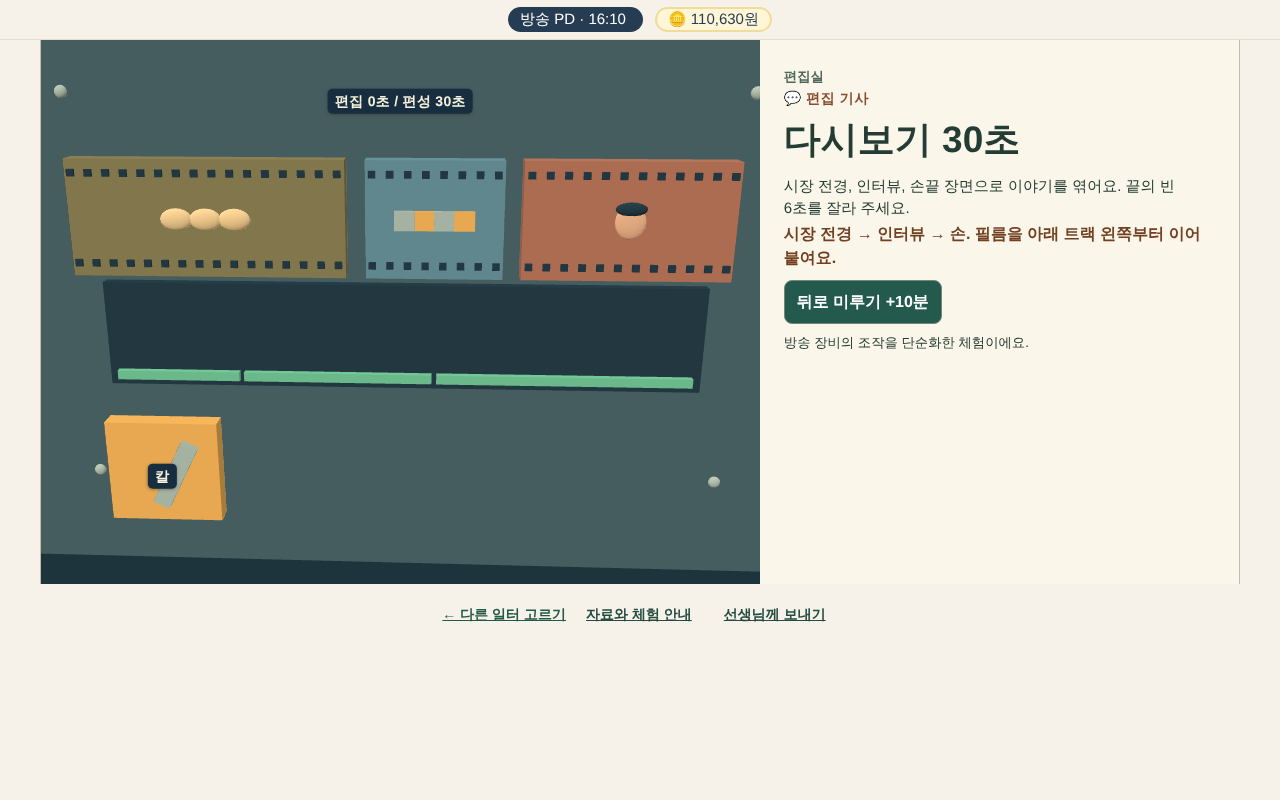 방송 PD · 16:10
110,630원
편집 0초 / 편성 30초
칼
편집실
편집 기사
다시보기 30초
시장 전경, 인터뷰, 손끝 장면으로 이야기를 엮어요. 끝의 빈
6초를 잘라 주세요.
시장 전경 → 인터뷰 → 손. 필름을 아래 트랙 왼쪽부터 이어
붙여요.
뒤로 미루기 +10분
방송 장비의 조작을 단순화한 체험이에요.
← 다른 일터 고르기
자료와 체험 안내
선생님께 보내기